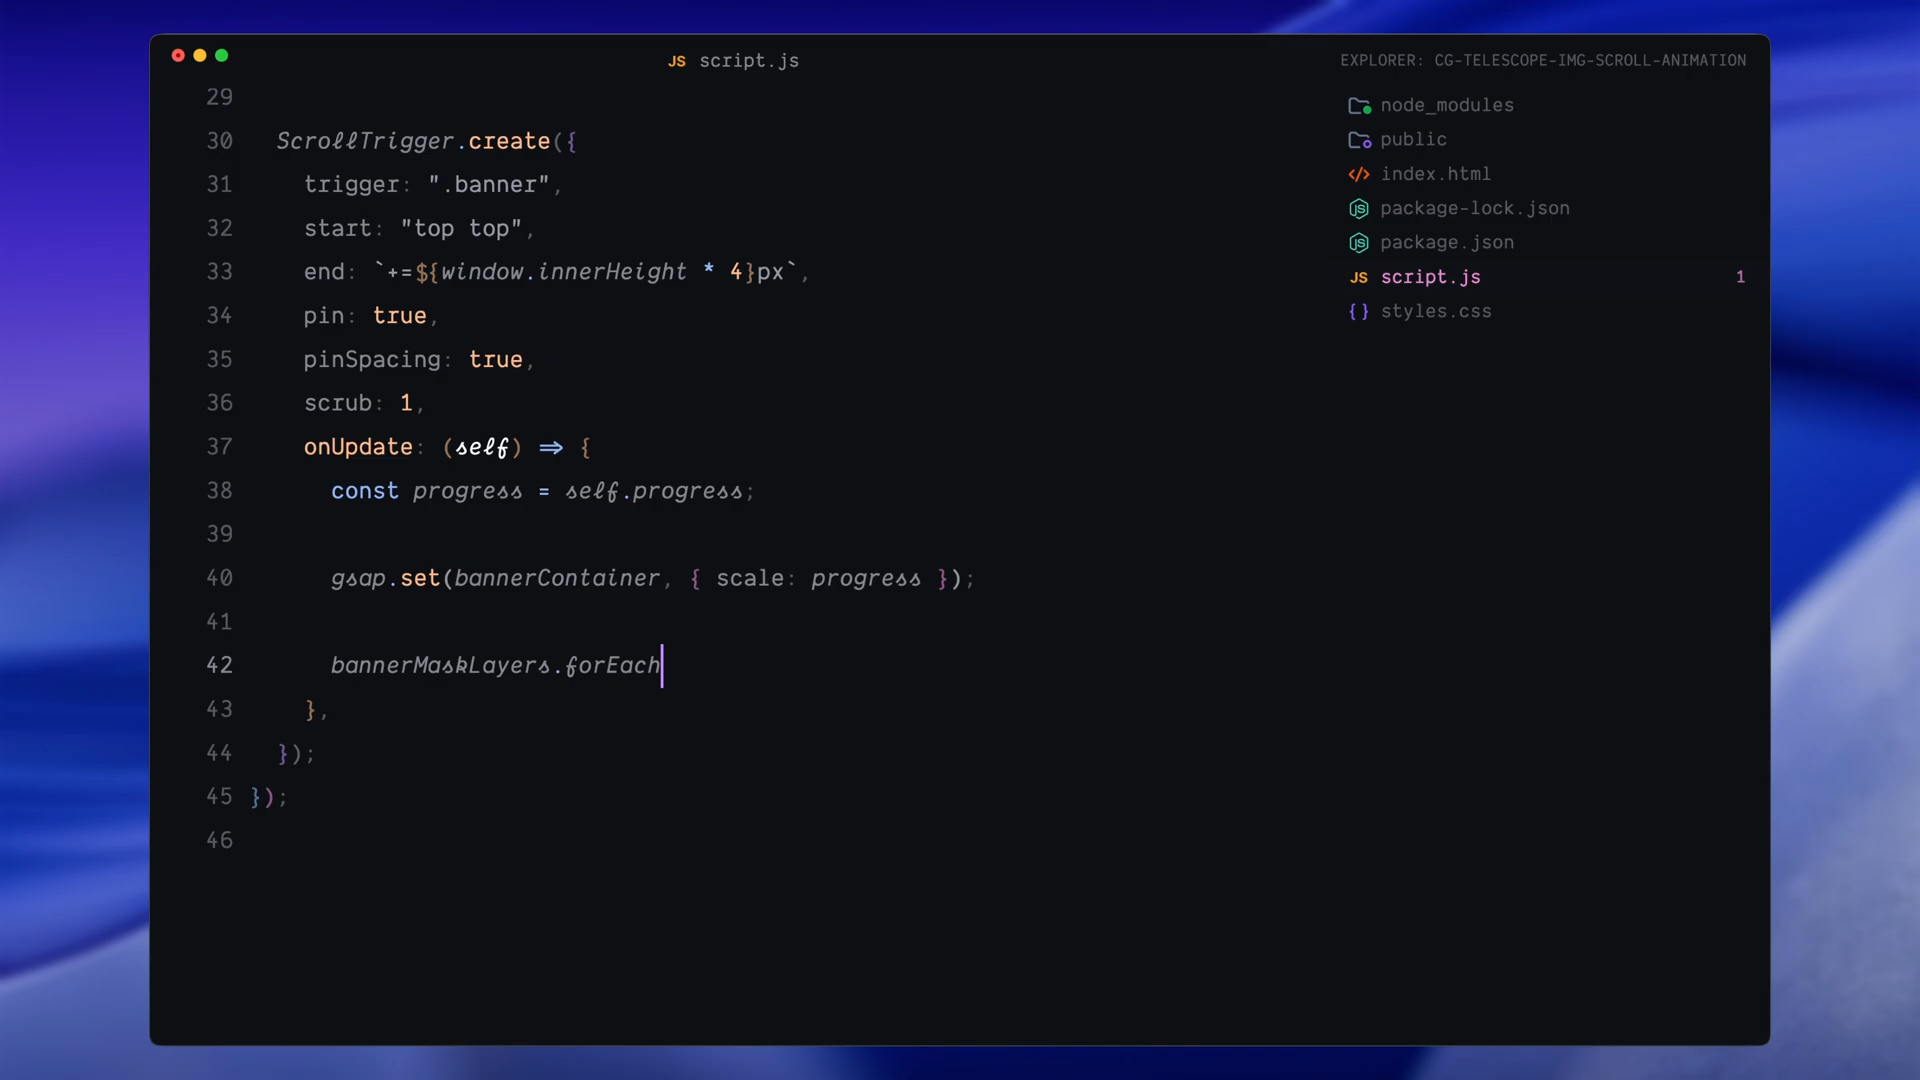 JS script.js
29
30 ScrollTrigger.create({
31 trigger: ".banner",
32 start: "top top",
33 end: `+=${window.innerHeight * 4}px`,
34 pin: true,
35 pinSpacing: true,
36 scrub: 1,
37 onUpdate: (self) => {
38 const progress = self.progress;
39
40 gsap.set(bannerContainer, { scale: progress });
41
42 bannerMaskLayers.forEach
43 },
44 });
45 });
46
EXPLORER: CG-TELESCOPE-IMG-SCROLL-ANIMATION
node_modules
public
</> index.html
JS package-lock.json
JS package.json
JS script.js 1
{ } styles.css